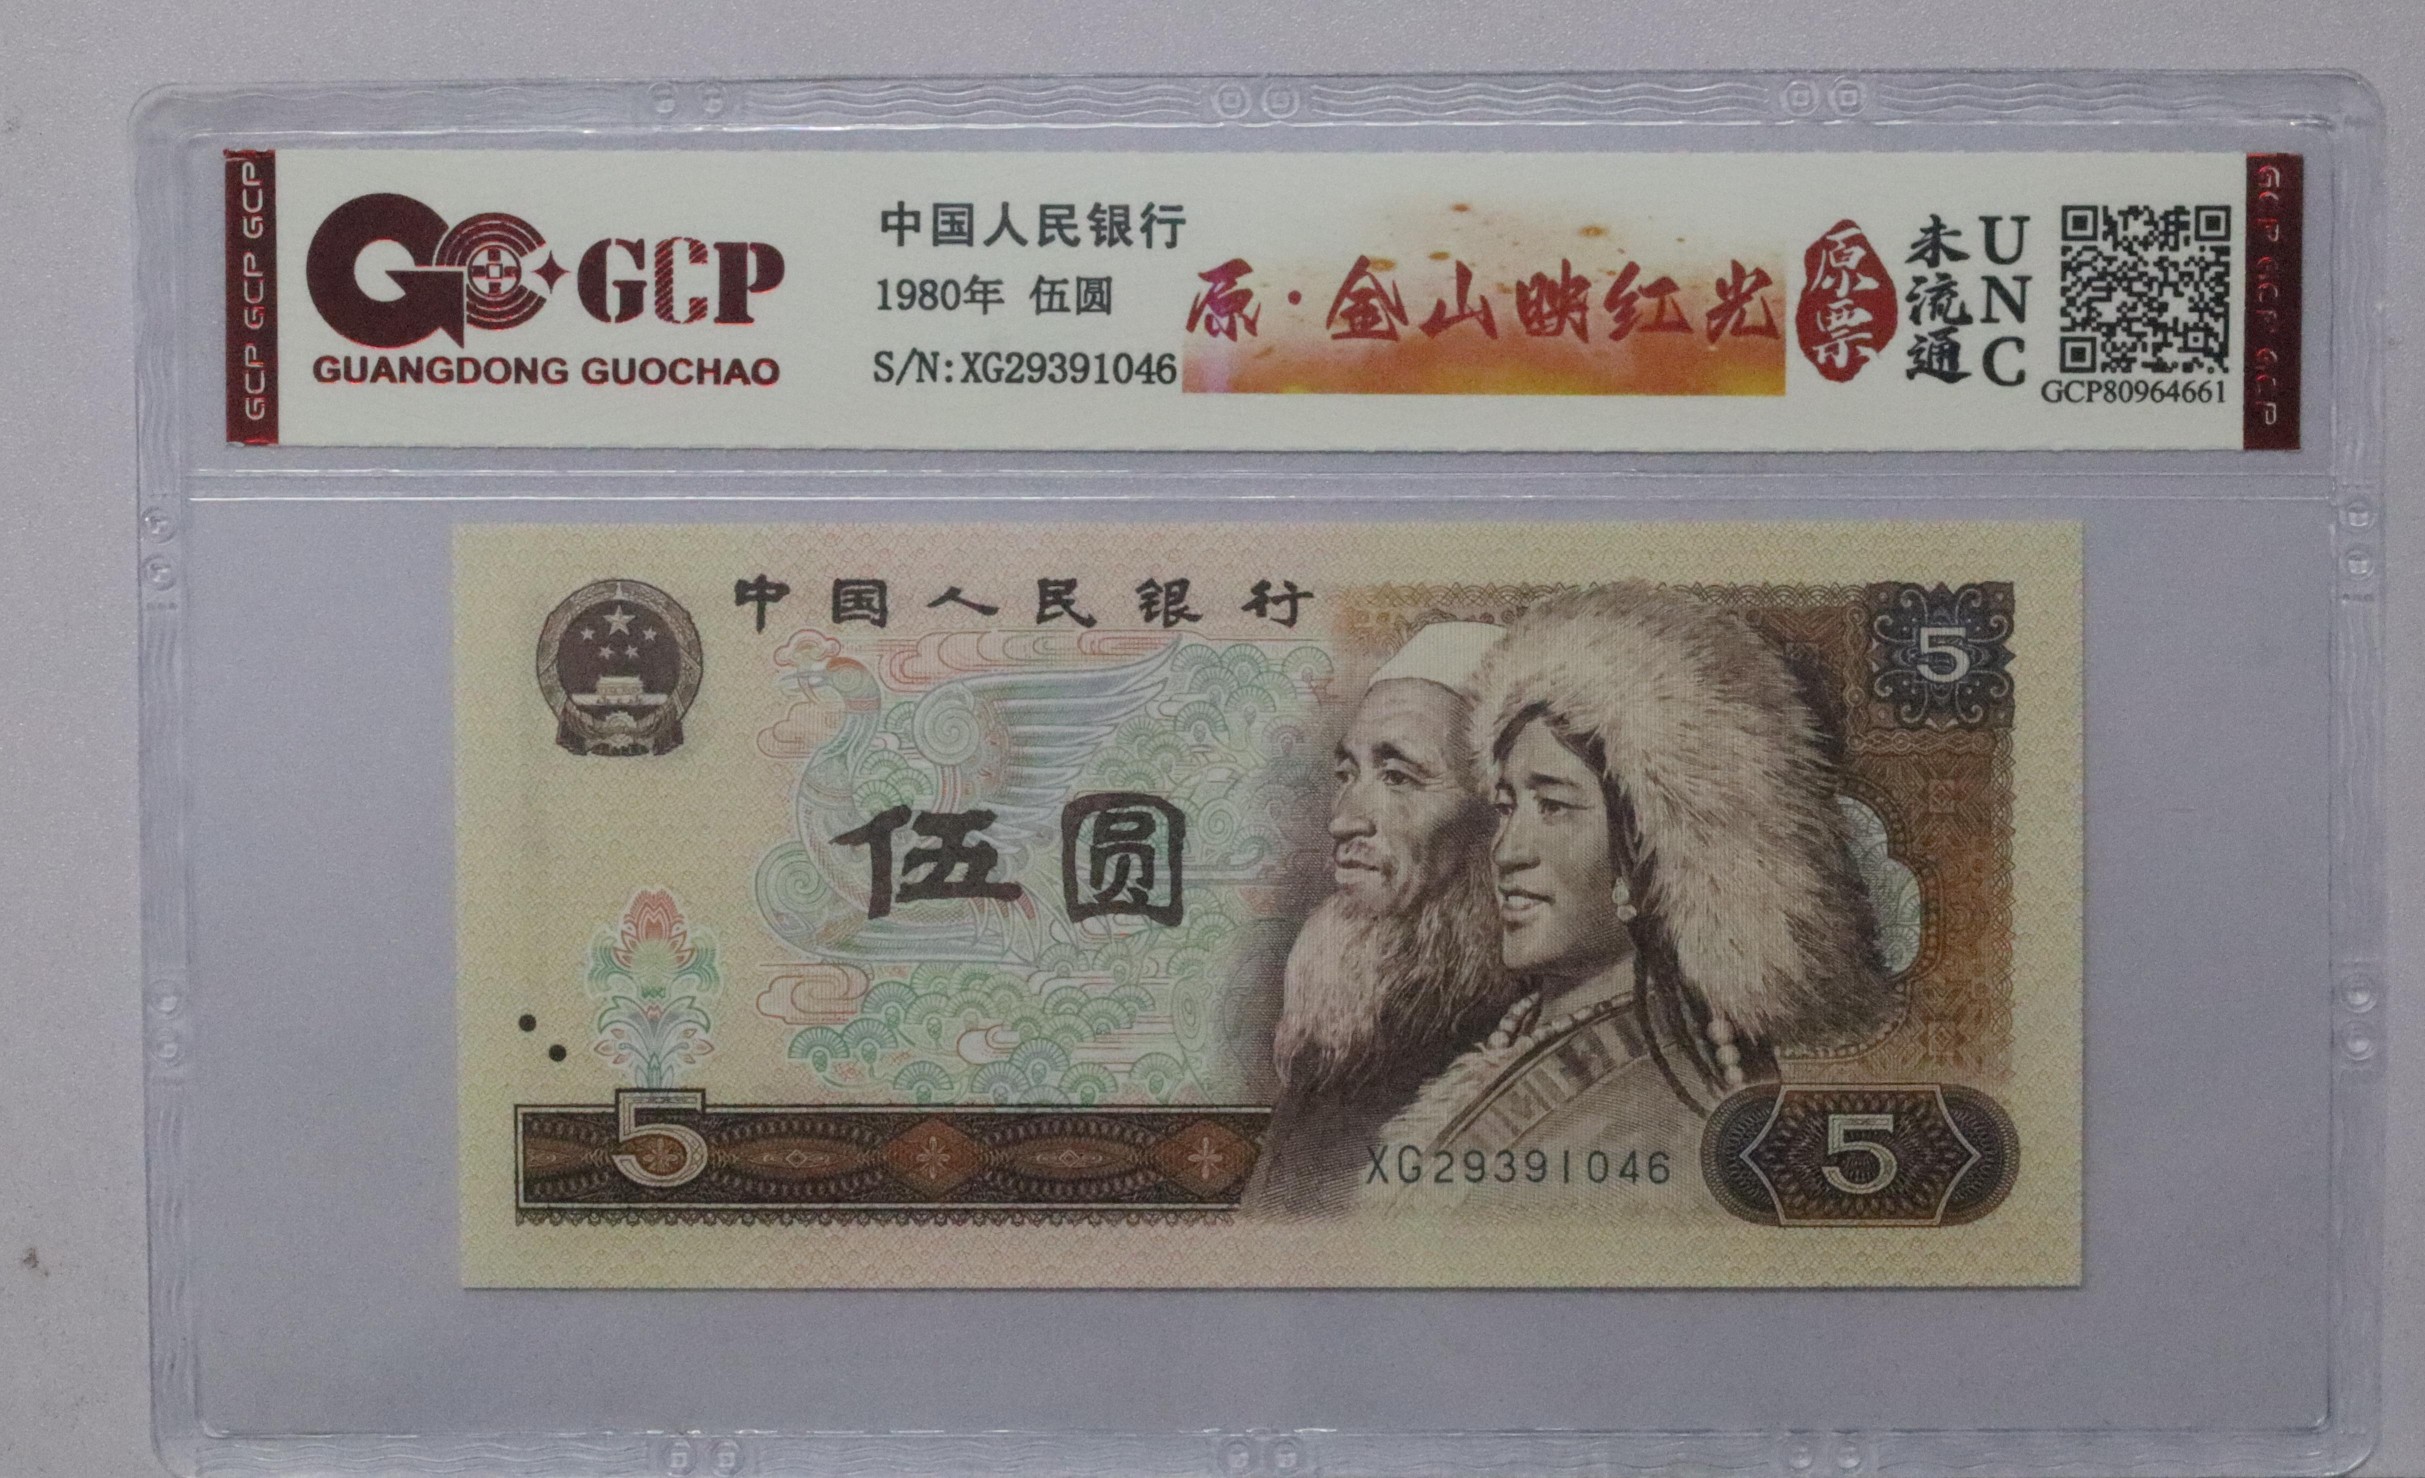 GCP GCP GCP
GCP
GUANGDONG GUOCHAO
中国人民银行
1980年 伍圆
S/N:XG29391046
原·金山映红光
原票
未流通
UNC
GCP80964661
GCP GCP GCP
中国人民银行
5
伍圆
5
XG29391046
5